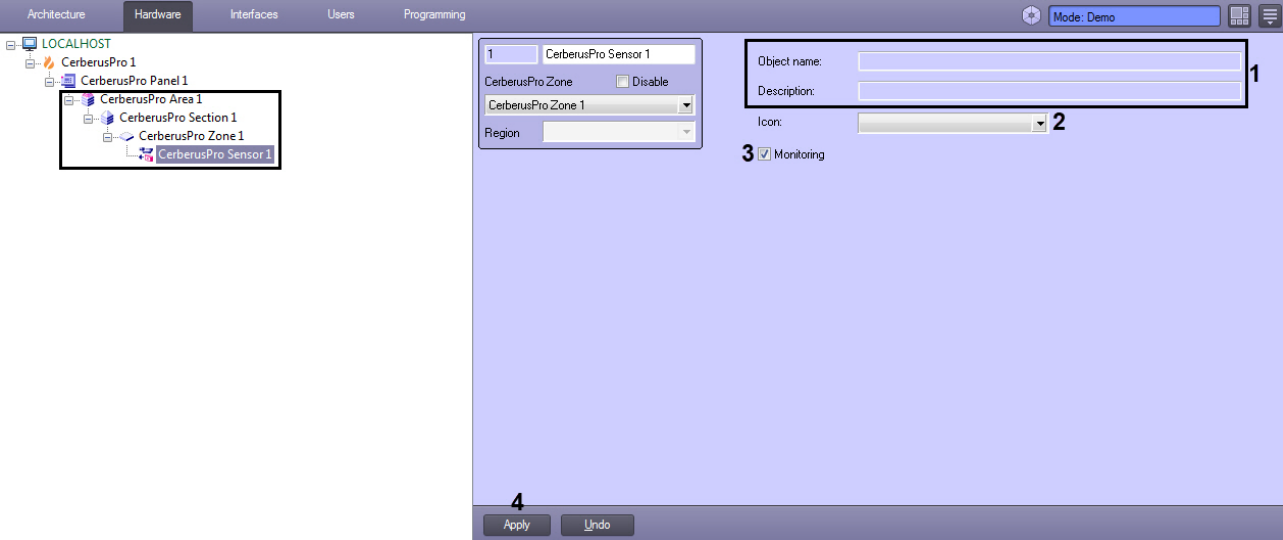 Architecture Hardware Interfaces Users Programming Mode: Demo
LOCALHOST
CerberusPro 1
CerberusPro Panel 1
CerberusPro Area 1
CerberusPro Section 1
CerberusPro Zone 1
CerberusPro Sensor 1
1 CerberusPro Sensor 1
CerberusPro Zone Disable
CerberusPro Zone 1
Region
Object name:
Description:
1
Icon: 2
3 Monitoring
4
Apply Undo